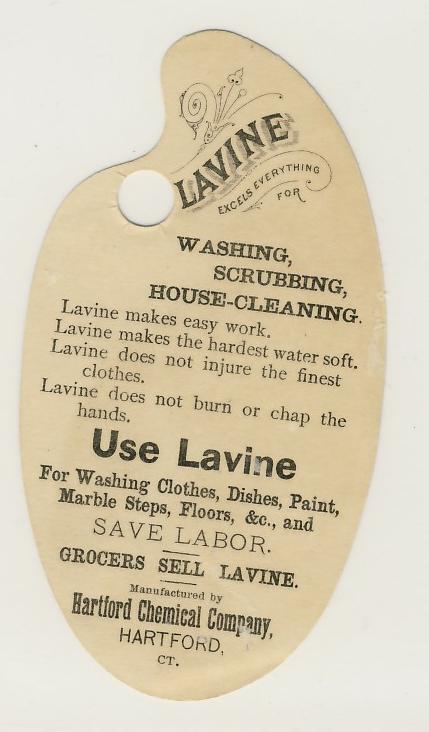 LAVINE
EXCELS EVERYTHING
FOR
WASHING,
SCRUBBING,
HOUSE-CLEANING.
Lavine makes easy work.
Lavine makes the hardest water soft.
Lavine does not injure the finest
clothes.
Lavine does not burn or chap the
hands.
Use Lavine
For Washing Clothes, Dishes, Paint,
Marble Steps, Floors, &c., and
SAVE LABOR.
GROCERS SELL LAVINE.
Manufactured by
Hartford Chemical Company,
HARTFORD,
CT.